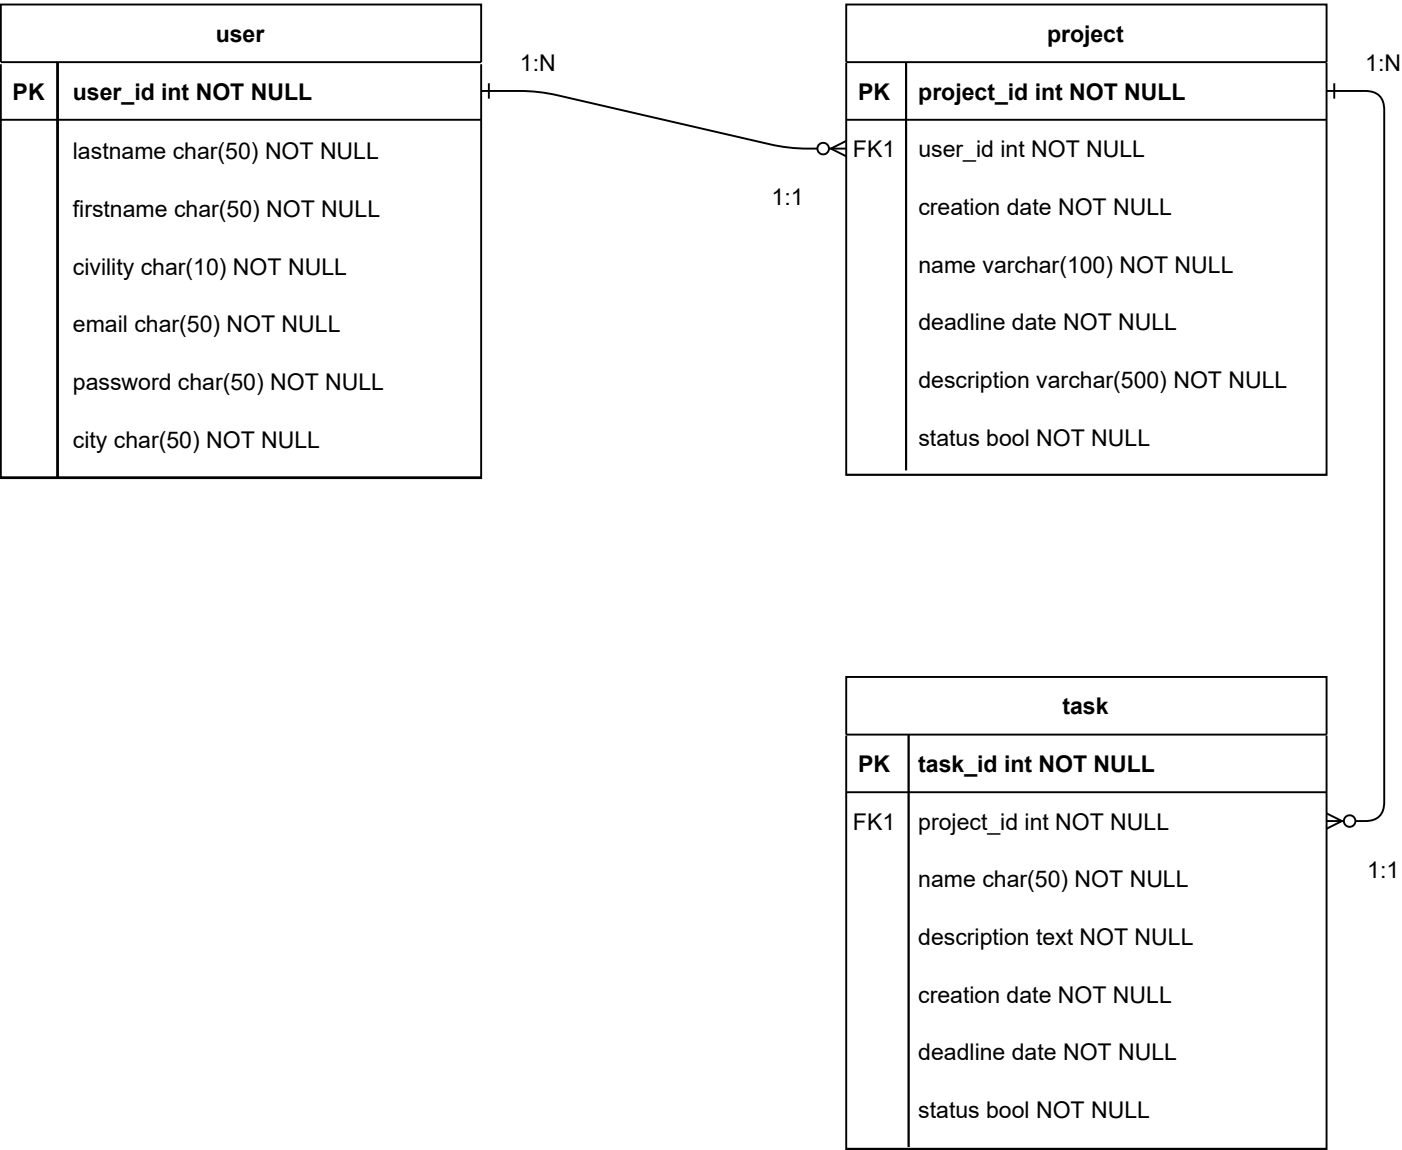 user
PK user_id int NOT NULL
lastname char(50) NOT NULL
firstname char(50) NOT NULL
civility char(10) NOT NULL
email char(50) NOT NULL
password char(50) NOT NULL
city char(50) NOT NULL
1:N
1:1
project
PK project_id int NOT NULL
FK1 user_id int NOT NULL
creation date NOT NULL
name varchar(100) NOT NULL
deadline date NOT NULL
description varchar(500) NOT NULL
status bool NOT NULL
1:N
1:1
task
PK task_id int NOT NULL
FK1 project_id int NOT NULL
name char(50) NOT NULL
description text NOT NULL
creation date NOT NULL
deadline date NOT NULL
status bool NOT NULL